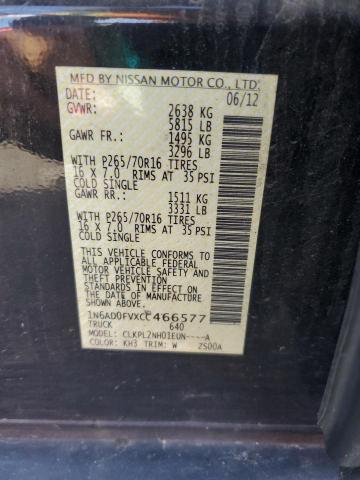 MFD BY NISSAN MOTOR CO., LTD.
DATE: 06/12
GVWR: 2638 KG
5815 LB
GAWR FR: 1495 KG
3296 LB
WITH P265/70R16 TIRES
16 X 7.0 RIMS AT 35 PSI
COLD SINGLE
GAWR RR: 1511 KG
3331 LB
WITH P265/70R16 TIRES
16 X 7.0 RIMS AT 35 PSI
COLD SINGLE
THIS VEHICLE CONFORMS TO
ALL APPLICABLE FEDERAL
MOTOR VEHICLE SAFETY
AND THEFT PREVENTION
STANDARDS IN EFFECT ON
THE DATE OF MANUFACTURE
SHOWN ABOVE.
1N6AD0FVXCC466577
TRUCK 640
MODEL: CLKPL2NH01EUN----A
COLOR: KH3 TRIM: W 2S00A